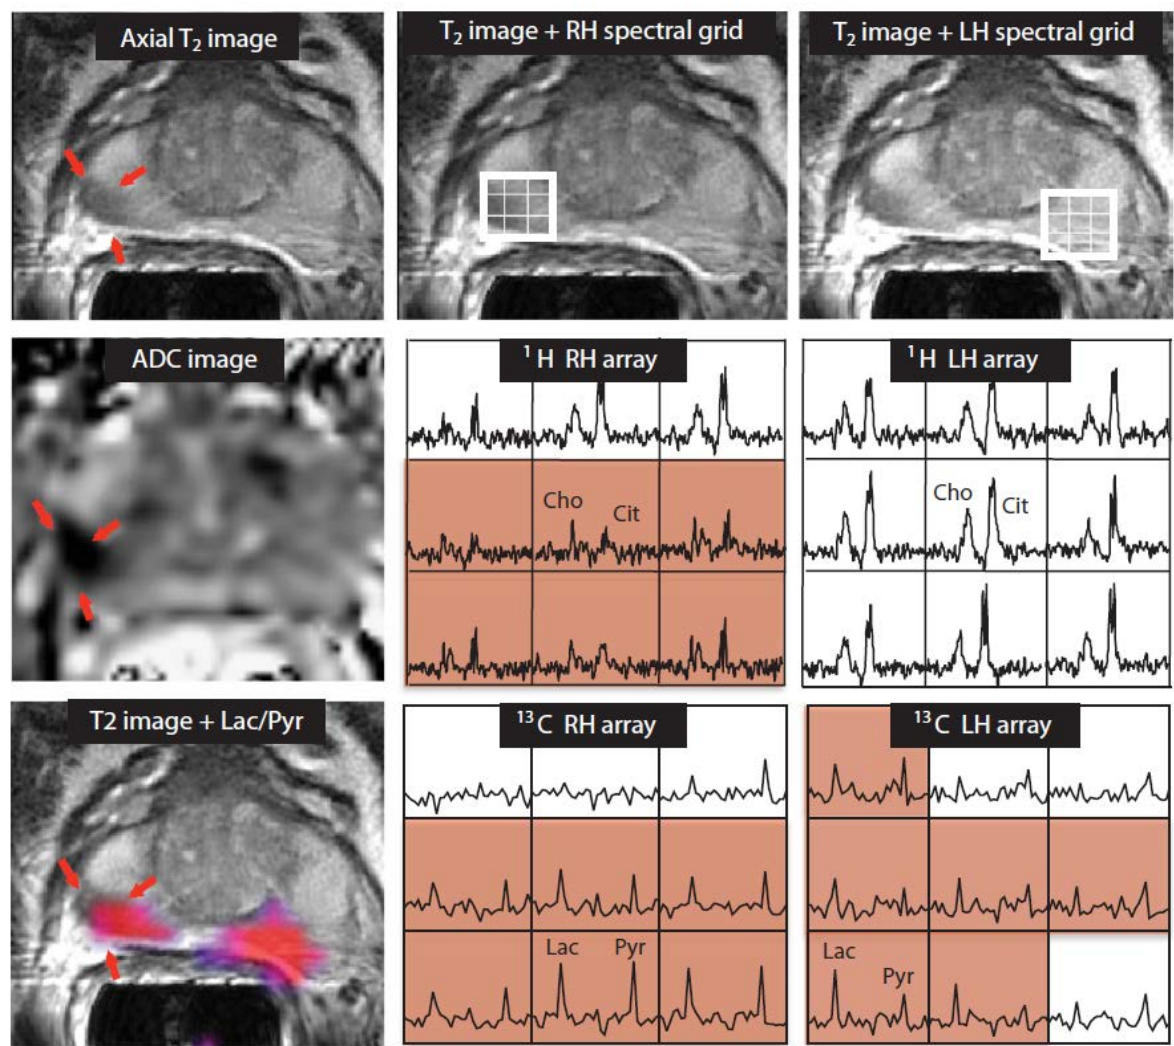 Axial T₂ image
T₂ image + RH spectral grid
T₂ image + LH spectral grid
ADC image
¹H RH array
¹H LH array
Cho
Cit
Cho
Cit
T2 image + Lac/Pyr
¹³C RH array
¹³C LH array
Lac
Pyr
Lac
Pyr